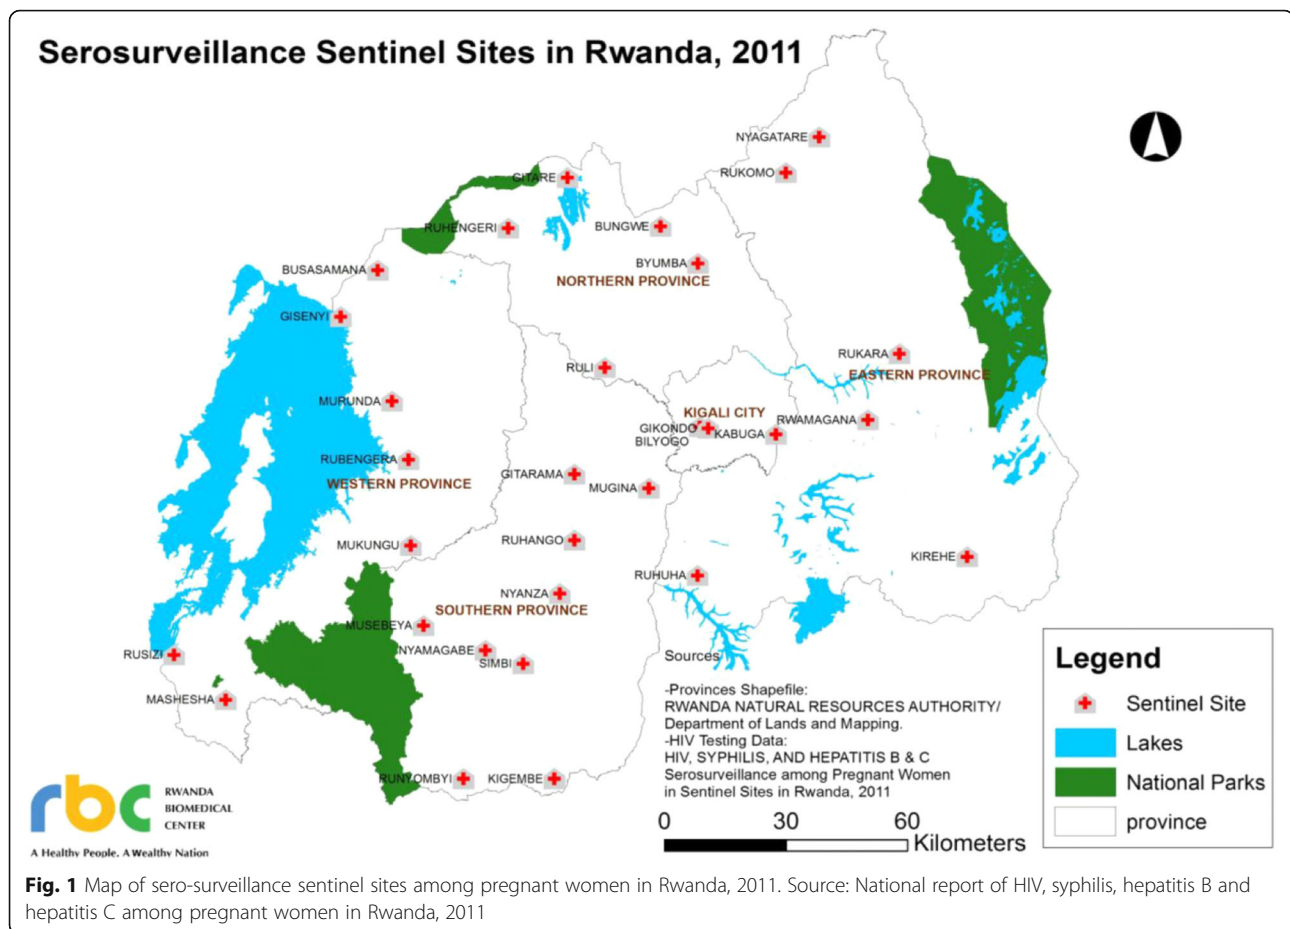 Serosurveillance Sentinel Sites in Rwanda, 2011
NYAGATARE
RUKOMO
GITARE
RUHENGERI
BUNGWE
BYUMBA
BUSASAMANA
NORTHERN PROVINCE
GISENYI
RUKARA
RULI
EASTERN PROVINCE
MURUNDA
KIGALI CITY
RWAMAGANA
GIKONDO
KABUGA
BILYOGO
RUBENGERA
WESTERN PROVINCE
GITARAMA
MUGINA
MUKUNGU
RUHANGO
KIREHE
RUHUHA
NYANZA
SOUTHERN PROVINCE
MUSEBEYA
NYAMAGABE
SIMBI
RUSIZI
MASHESHA
RUNYOMBYI
KIGEMBE
Sources
-Provinces Shapefile:
RWANDA NATURAL RESOURCES AUTHORITY/
Department of Lands and Mapping.
-HIV Testing Data:
HIV, SYPHILIS, AND HEPATITIS B & C
Serosurveillance among Pregnant Women
in Sentinel Sites in Rwanda, 2011
0 30 60
Kilometers
Legend
Sentinel Site
Lakes
National Parks
province
rbc
RWANDA
BIOMEDICAL
CENTER
A Healthy People. A Wealthy Nation
Fig. 1 Map of sero-surveillance sentinel sites among pregnant women in Rwanda, 2011. Source: National report of HIV, syphilis, hepatitis B and
hepatitis C among pregnant women in Rwanda, 2011